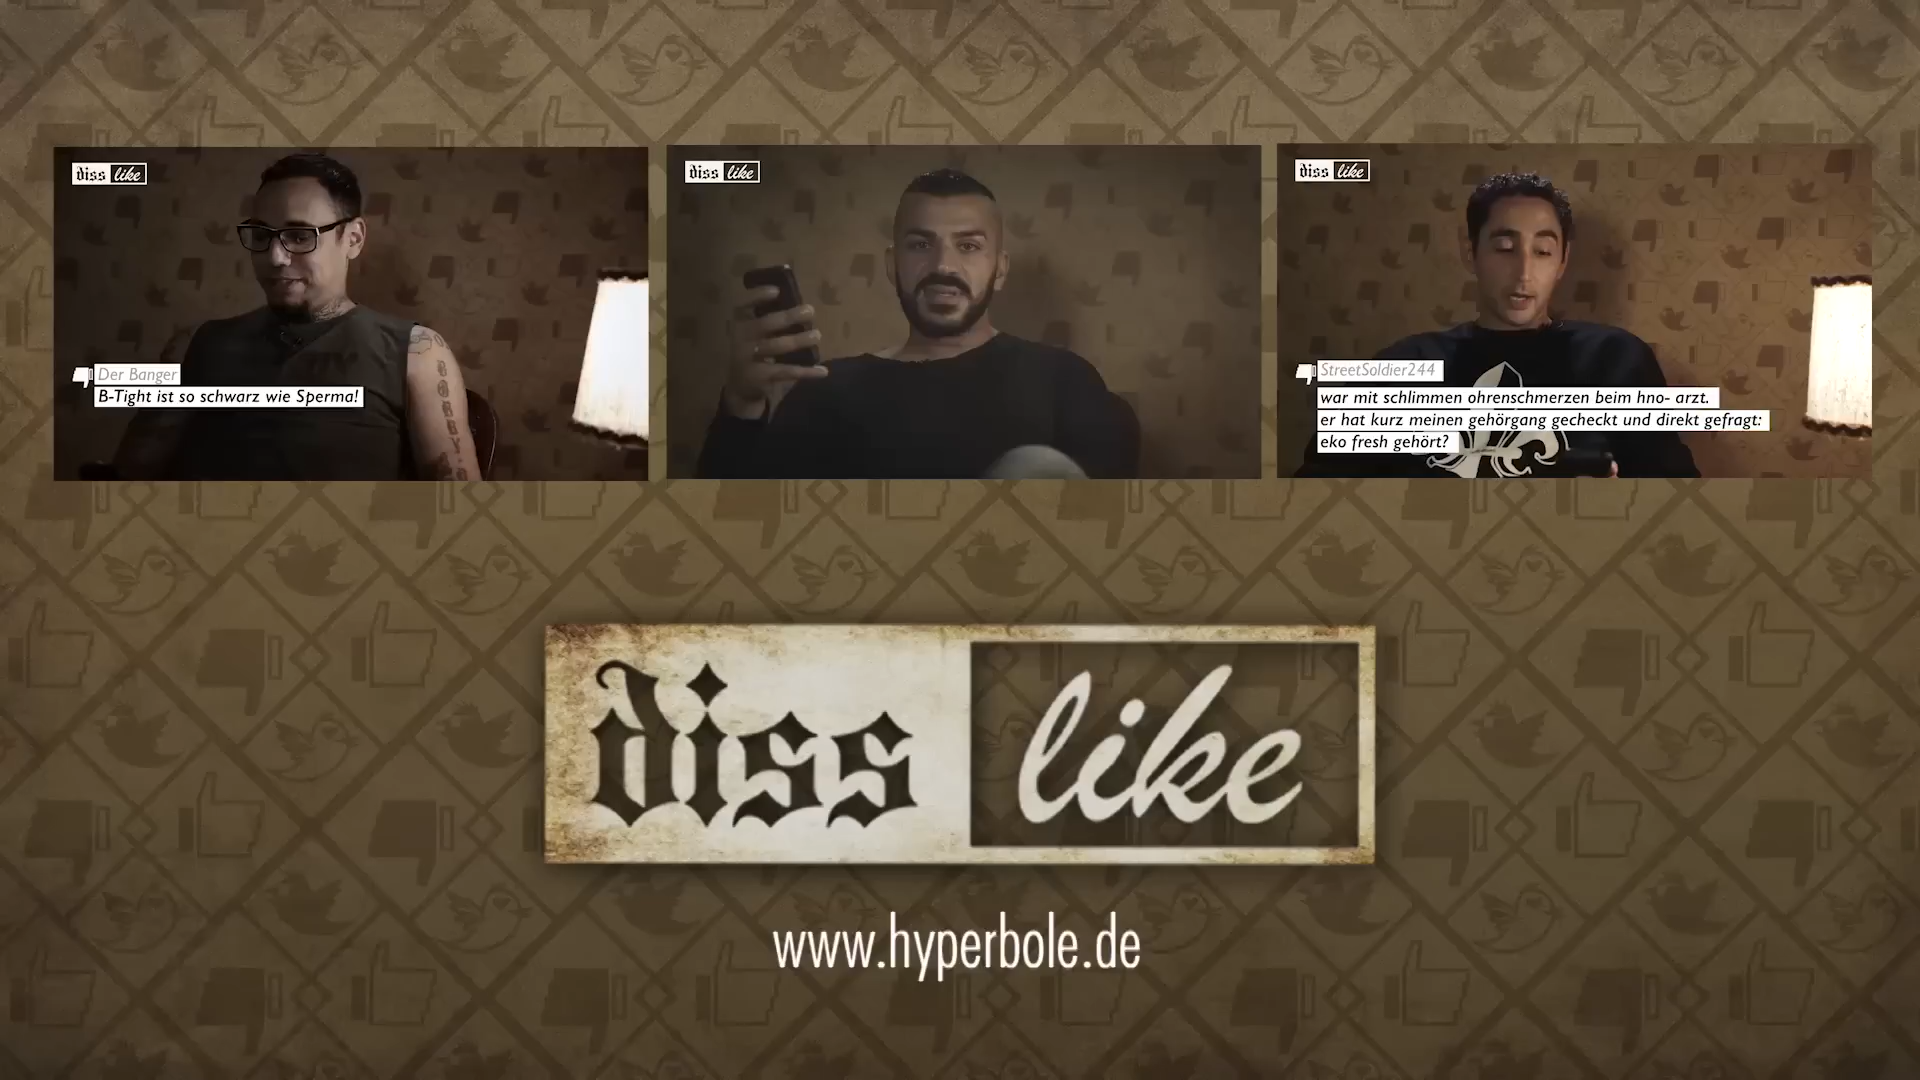 diss like
Der Banger
B-Tight ist so schwarz wie Sperma!
diss like
diss like
StreetSoldier244
war mit schlimmen ohrenschmerzen beim hno- arzt.
er hat kurz meinen gehörgang gecheckt und direkt gefragt:
eko fresh gehört?
diss like
www.hyperbole.de